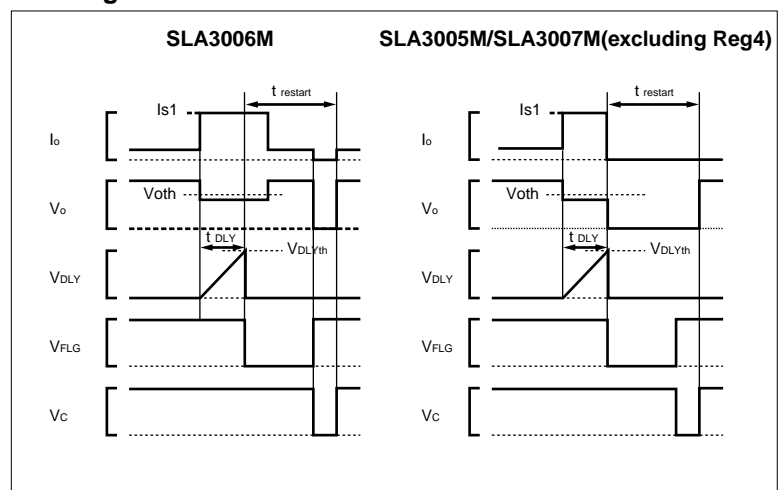 SLA3006M
t restart
Is1
Io
Voth
Vo
t DLY
VDLYth
VDLY
VFLG
VC
SLA3005M/SLA3007M(excluding Reg4)
t restart
Is1
Io
Voth
Vo
t DLY
VDLYth
VDLY
VFLG
VC